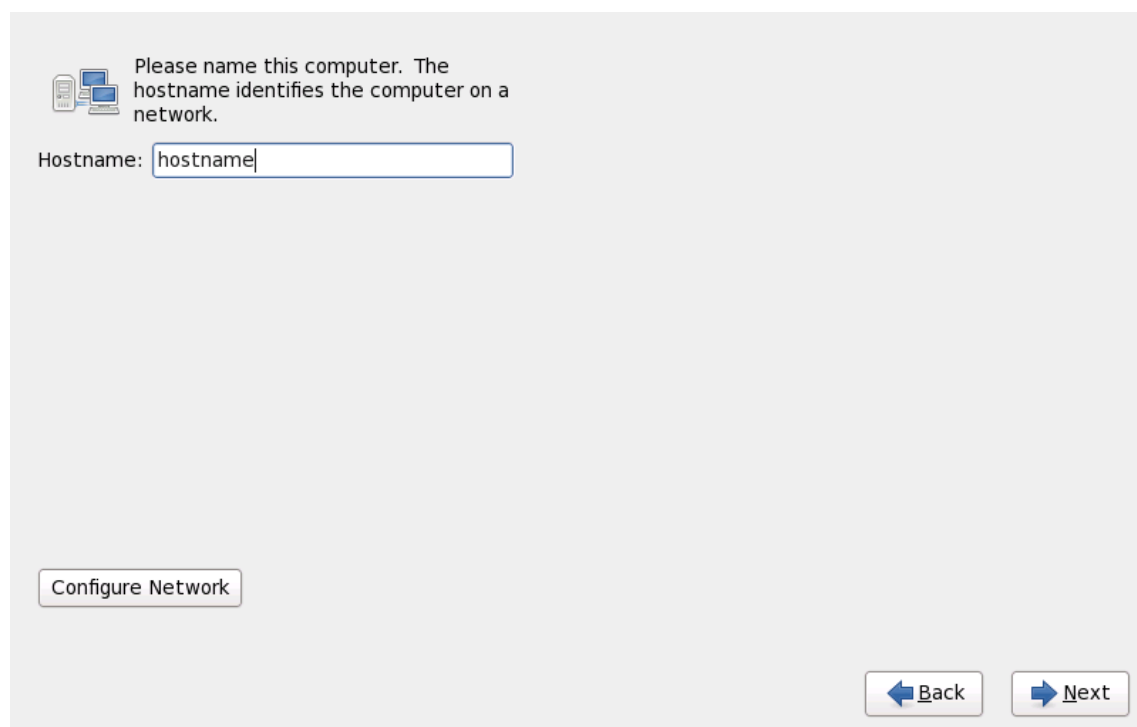 Please name this computer.  The
hostname identifies the computer on a
network.
Hostname: hostname
Configure Network
Back Next